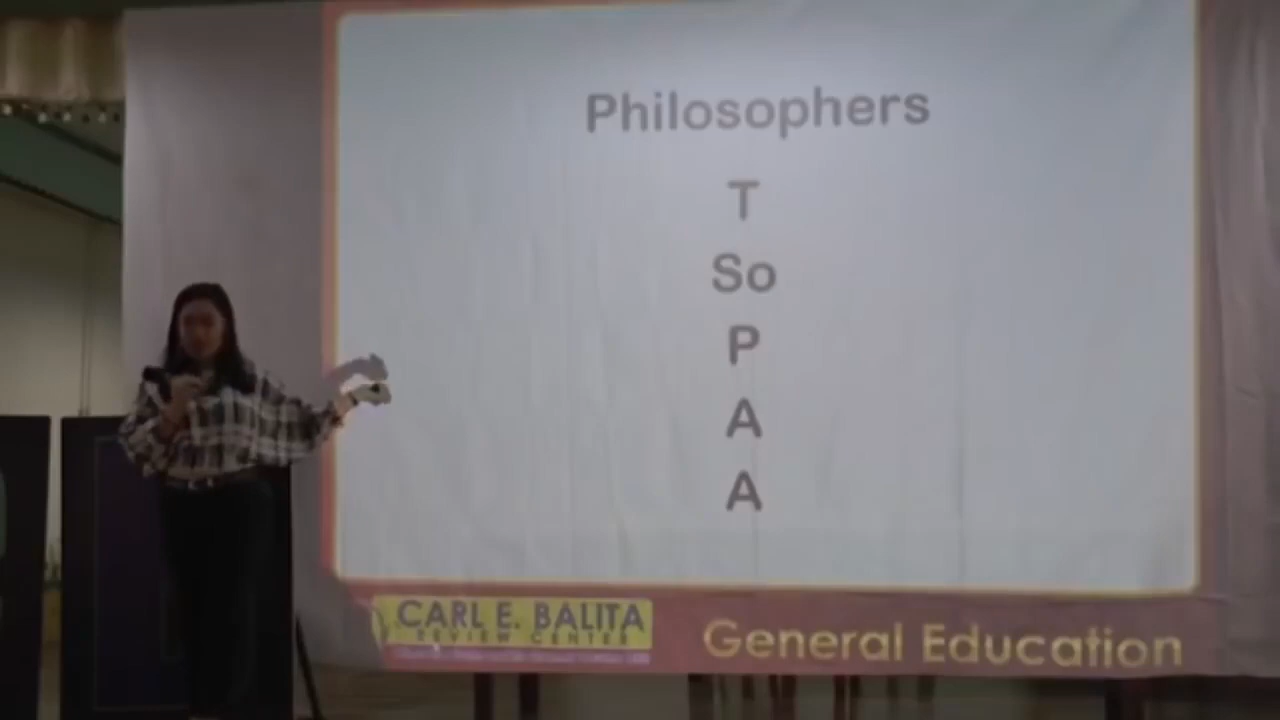 Philosophers
T
So
P
A
A
CARL E. BALITA
REVIEW CENTER
General Education